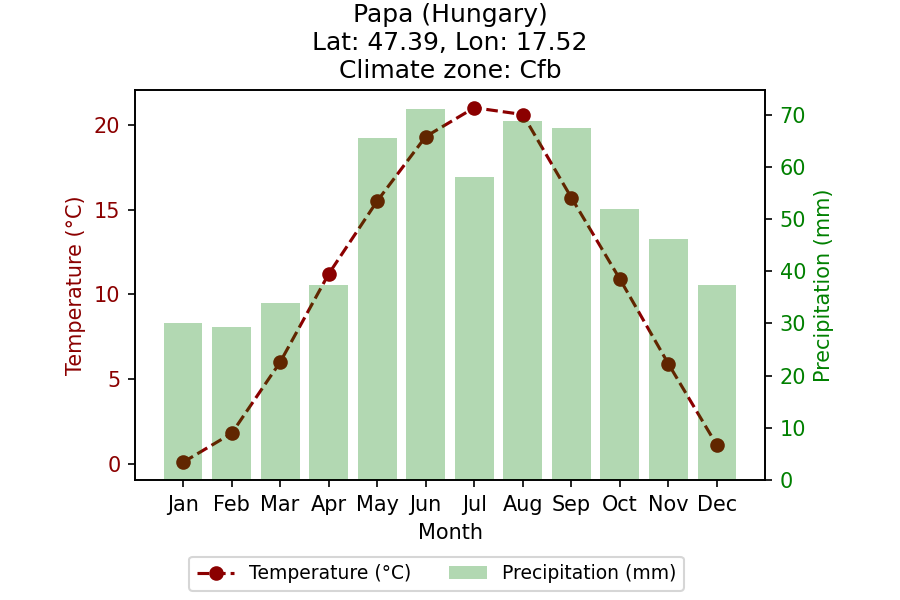 Papa (Hungary)
Lat: 47.39, Lon: 17.52
Climate zone: Cfb
Temperature (°C)
20
15
10
5
0
Precipitation (mm)
70
60
50
40
30
20
10
0
Jan Feb Mar Apr May Jun Jul Aug Sep Oct Nov Dec
Month
Temperature (°C) Precipitation (mm)